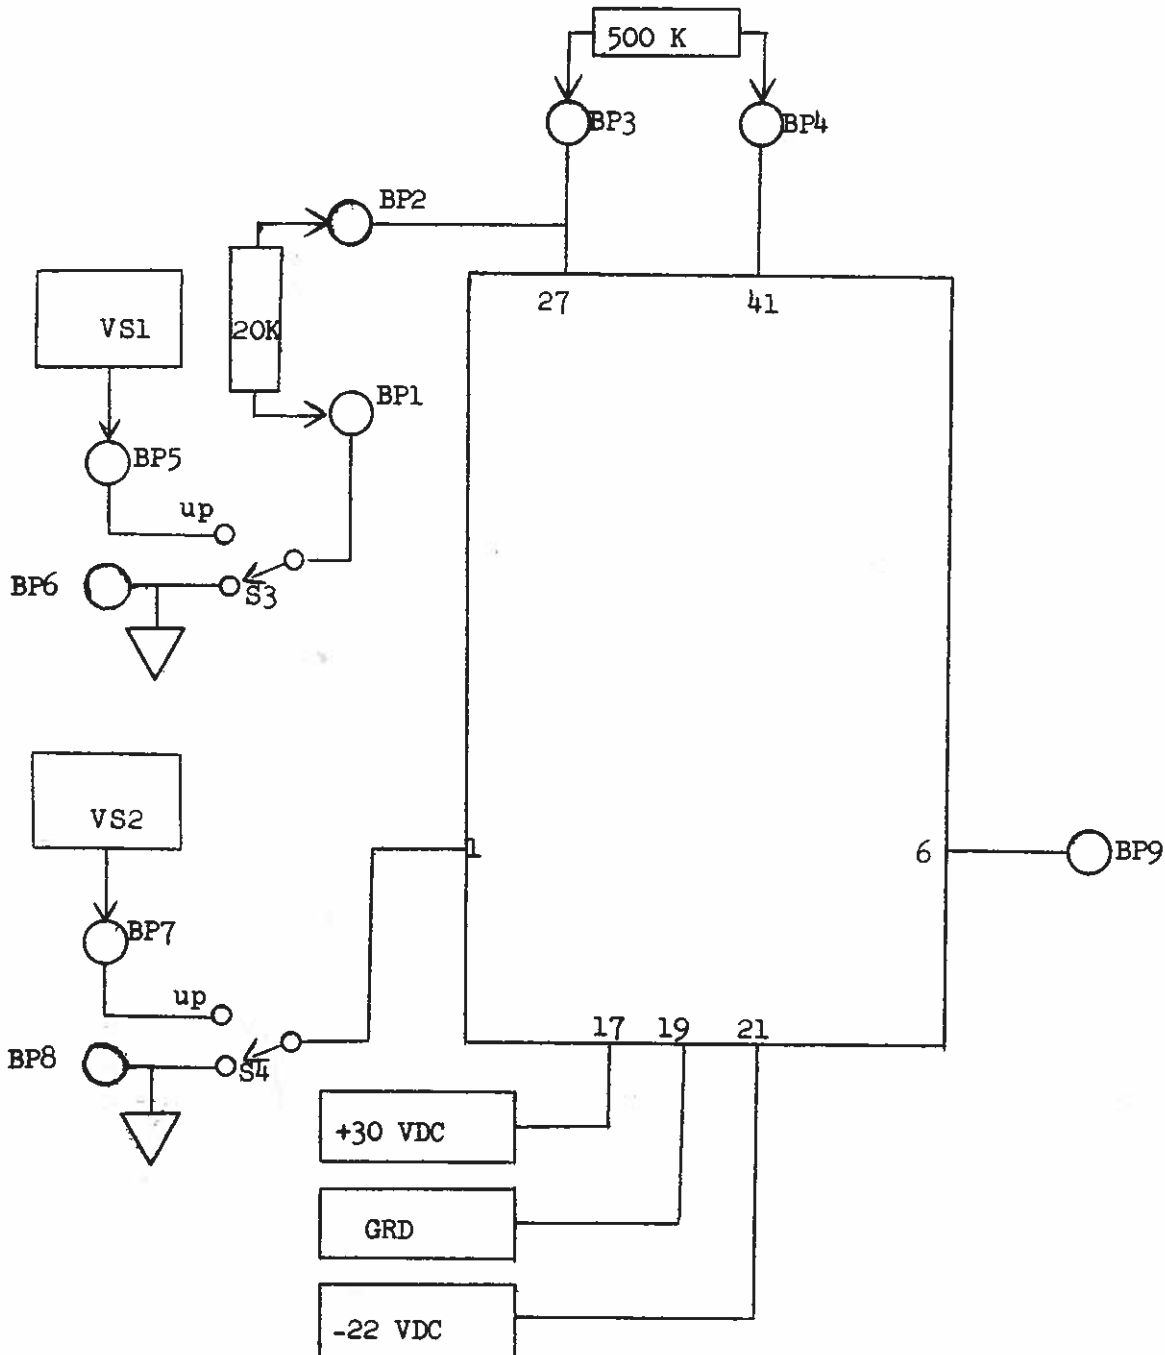 500 K
BP3
BP4
BP2
27
41
VS1
20K
BP1
BP5
up
BP6
S3
VS2
1
6
BP9
BP7
up
17
19
21
BP8
S4
+30 VDC
GRD
-22 VDC